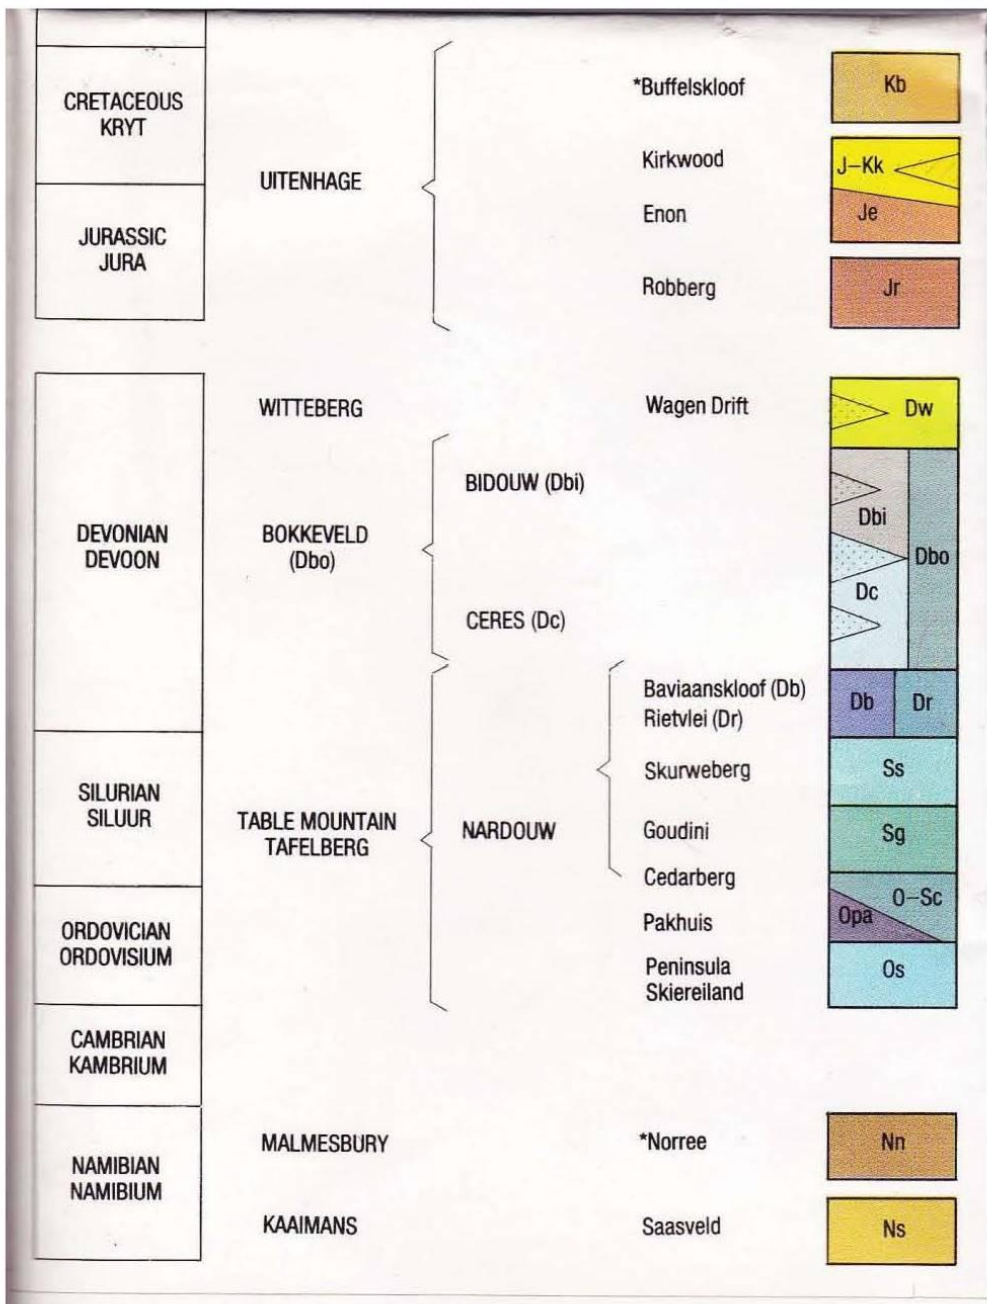 CRETACEOUS
KRYT
UITENHAGE
*Buffelskloof
Kb
Kirkwood
J–Kk
Enon
Je
JURASSIC
JURA
Robberg
Jr
WITTEBERG
Wagen Drift
Dw
DEVONIAN
DEVOON
BOKKEVELD
(Dbo)
BIDOUW (Dbi)
Dbi
Dbo
CERES (Dc)
Dc
Baviaanskloof (Db)
Rietvlei (Dr)
Db
Dr
SILURIAN
SILUUR
TABLE MOUNTAIN
TAFELBERG
NARDOUW
Skurweberg
Ss
Goudini
Sg
Cedarberg
O–Sc
ORDOVICIAN
ORDOVISIUM
Pakhuis
Opa
Peninsula
Skiereiland
Os
CAMBRIAN
KAMBRIUM
NAMIBIAN
NAMIBIUM
MALMESBURY
*Norree
Nn
KAAIMANS
Saasveld
Ns